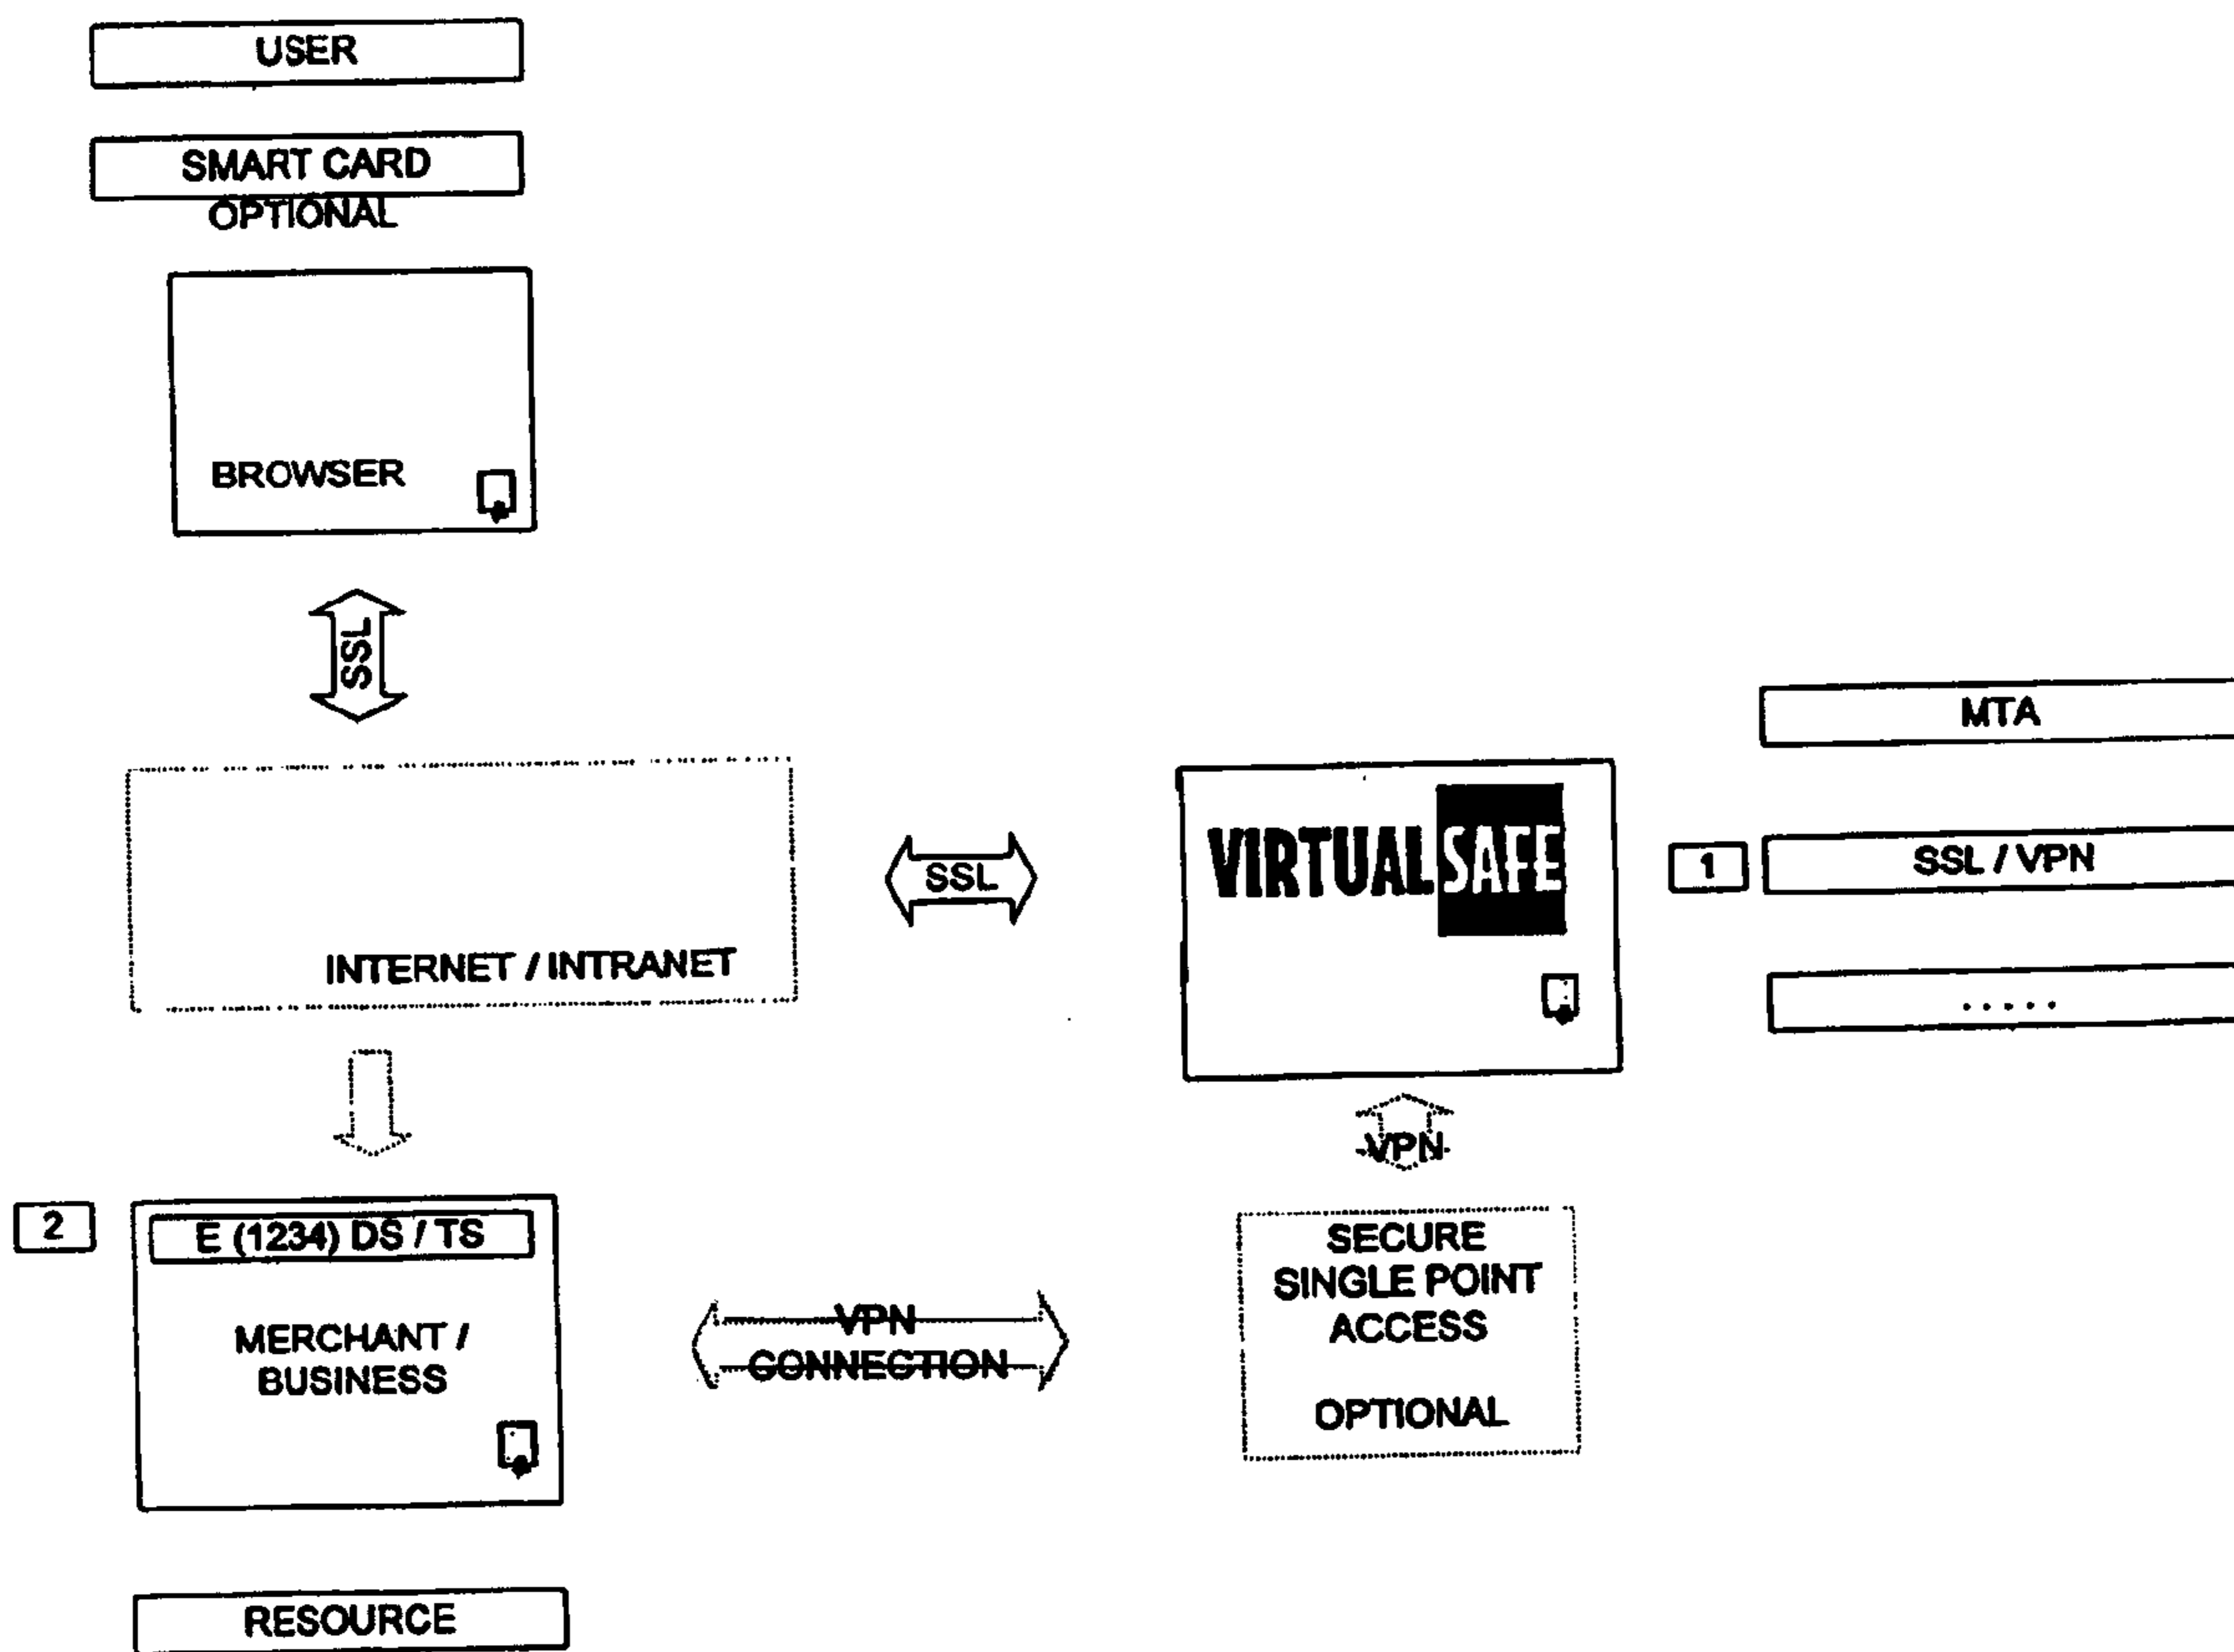 USER
SMART CARD
OPTIONAL
BROWSER
SSL
MTA
VIRTUALSAFE
SSL
1
SSL / VPN
INTERNET / INTRANET
.....
VPN
2
E (1234) DS / TS
MERCHANT /
BUSINESS
VPN
CONNECTION
SECURE
SINGLE POINT
ACCESS
OPTIONAL
RESOURCE